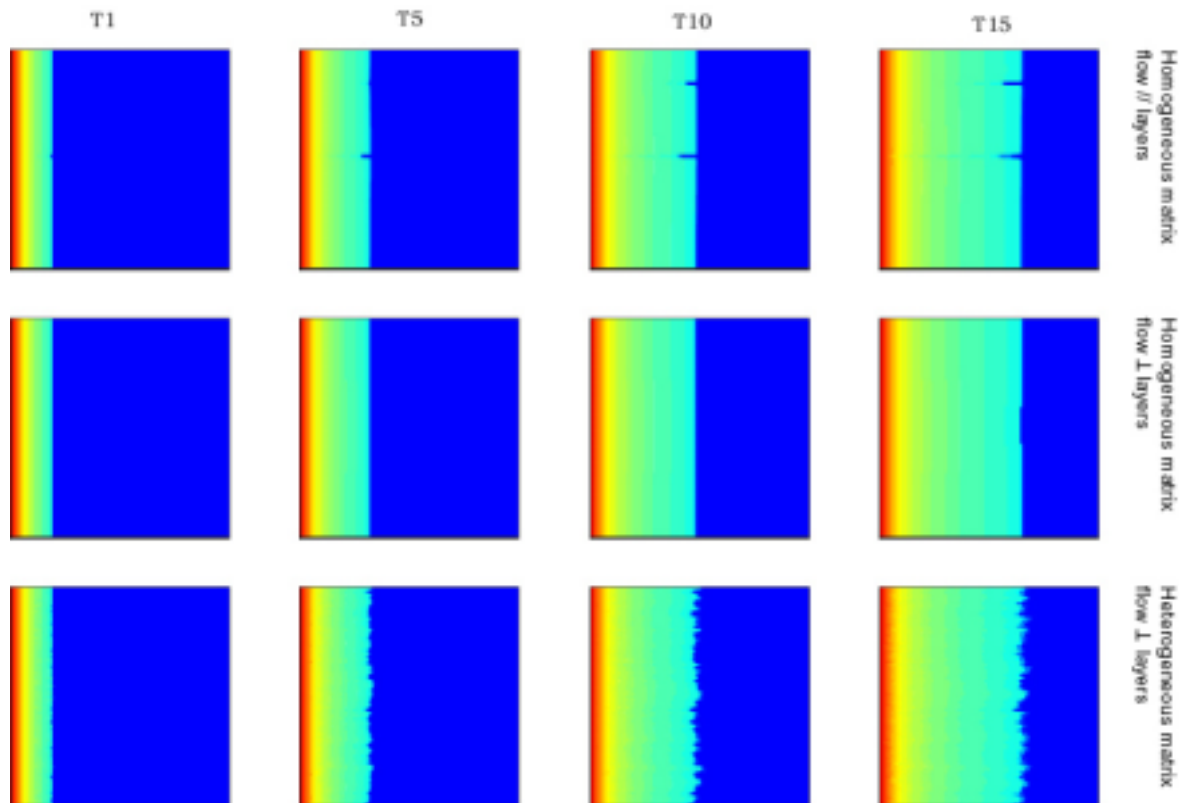 T1
T5
T10
T15
Homogeneous matrix
flow // layers
Homogeneous matrix
flow ⊥ layers
Heterogeneous matrix
flow ⊥ layers